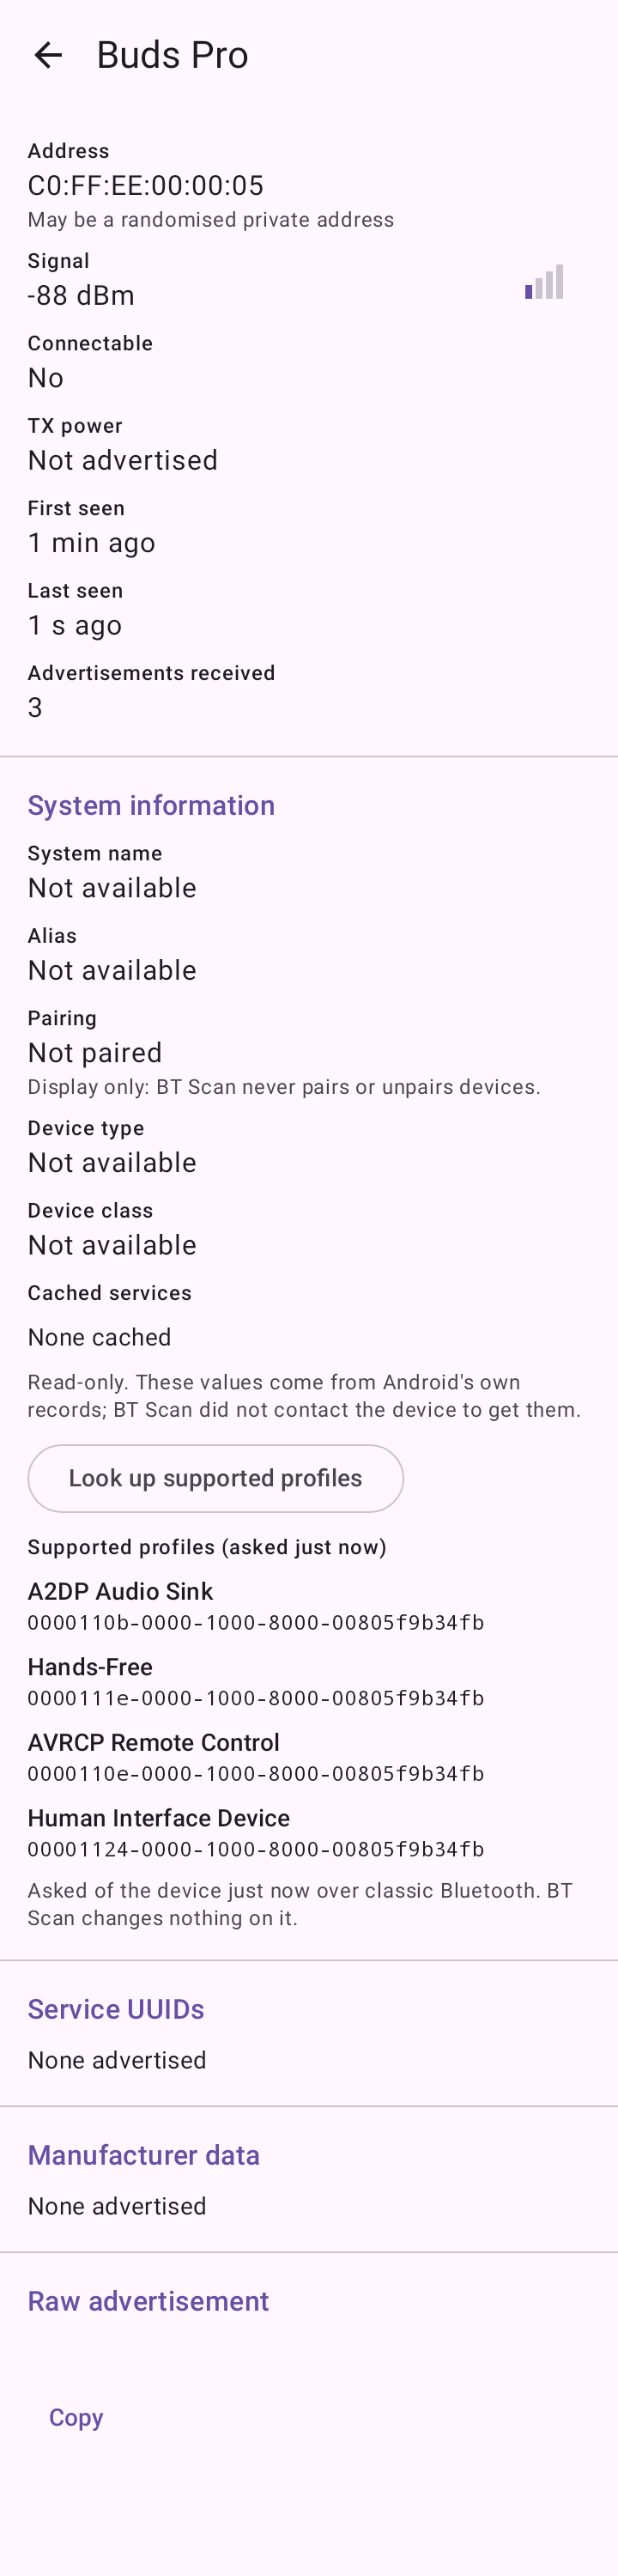 Buds Pro
Address
C0:FF:EE:00:00:05
May be a randomised private address
Signal
-88 dBm
Connectable
No
TX power
Not advertised
First seen
1 min ago
Last seen
1 s ago
Advertisements received
3
System information
System name
Not available
Alias
Not available
Pairing
Not paired
Display only: BT Scan never pairs or unpairs devices.
Device type
Not available
Device class
Not available
Cached services
None cached
Read-only. These values come from Android's own
records; BT Scan did not contact the device to get them.
Look up supported profiles
Supported profiles (asked just now)
A2DP Audio Sink
0000110b-0000-1000-8000-00805f9b34fb
Hands-Free
0000111e-0000-1000-8000-00805f9b34fb
AVRCP Remote Control
0000110e-0000-1000-8000-00805f9b34fb
Human Interface Device
00001124-0000-1000-8000-00805f9b34fb
Asked of the device just now over classic Bluetooth. BT
Scan changes nothing on it.
Service UUIDs
None advertised
Manufacturer data
None advertised
Raw advertisement
Copy